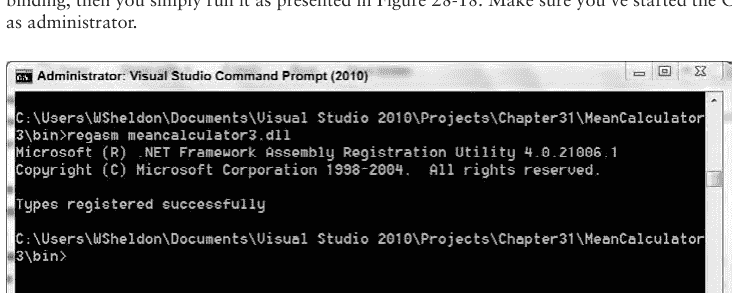 binding, then you simply run it as presented in Figure 28-18. Make sure you've started the C
as administrator.
Administrator: Visual Studio Command Prompt (2010)
C:\Users\WSheldon\Documents\Visual Studio 2010\Projects\Chapter31\MeanCalculator
3\bin>regasm meancalculator3.dll
Microsoft (R) .NET Framework Assembly Registration Utility 4.0.21006.1
Copyright (C) Microsoft Corporation 1998-2004.  All rights reserved.
Types registered successfully
C:\Users\WSheldon\Documents\Visual Studio 2010\Projects\Chapter31\MeanCalculator
3\bin>